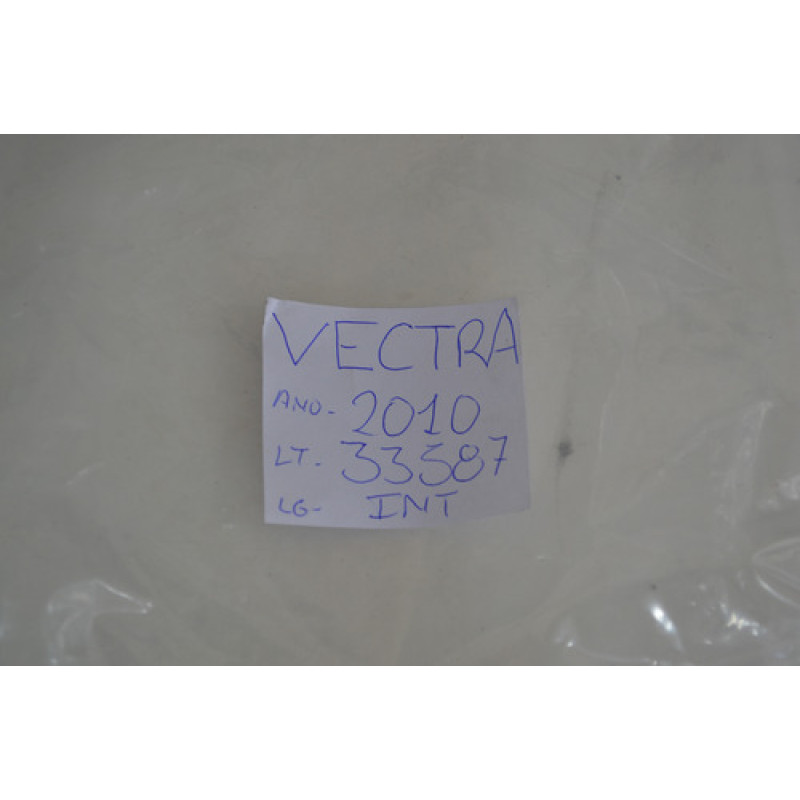 VECTRA
ANO- 2010
LT- 33587
LG- INT